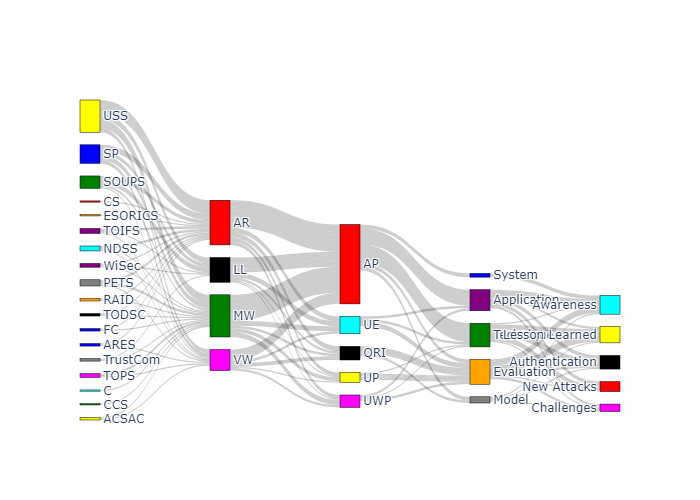 USS
SP
SOUPS
CS
ESORICS
TOIFS
NDSS
WiSec
PETS
RAID
TODSC
FC
ARES
TrustCom
TOPS
C
CCS
ACSAC
AR
LL
MW
VW
AP
UE
QRI
UP
UWP
System
Application
Evaluation
Model
Awareness
Lesson Learned
Authentication
New Attacks
Challenges